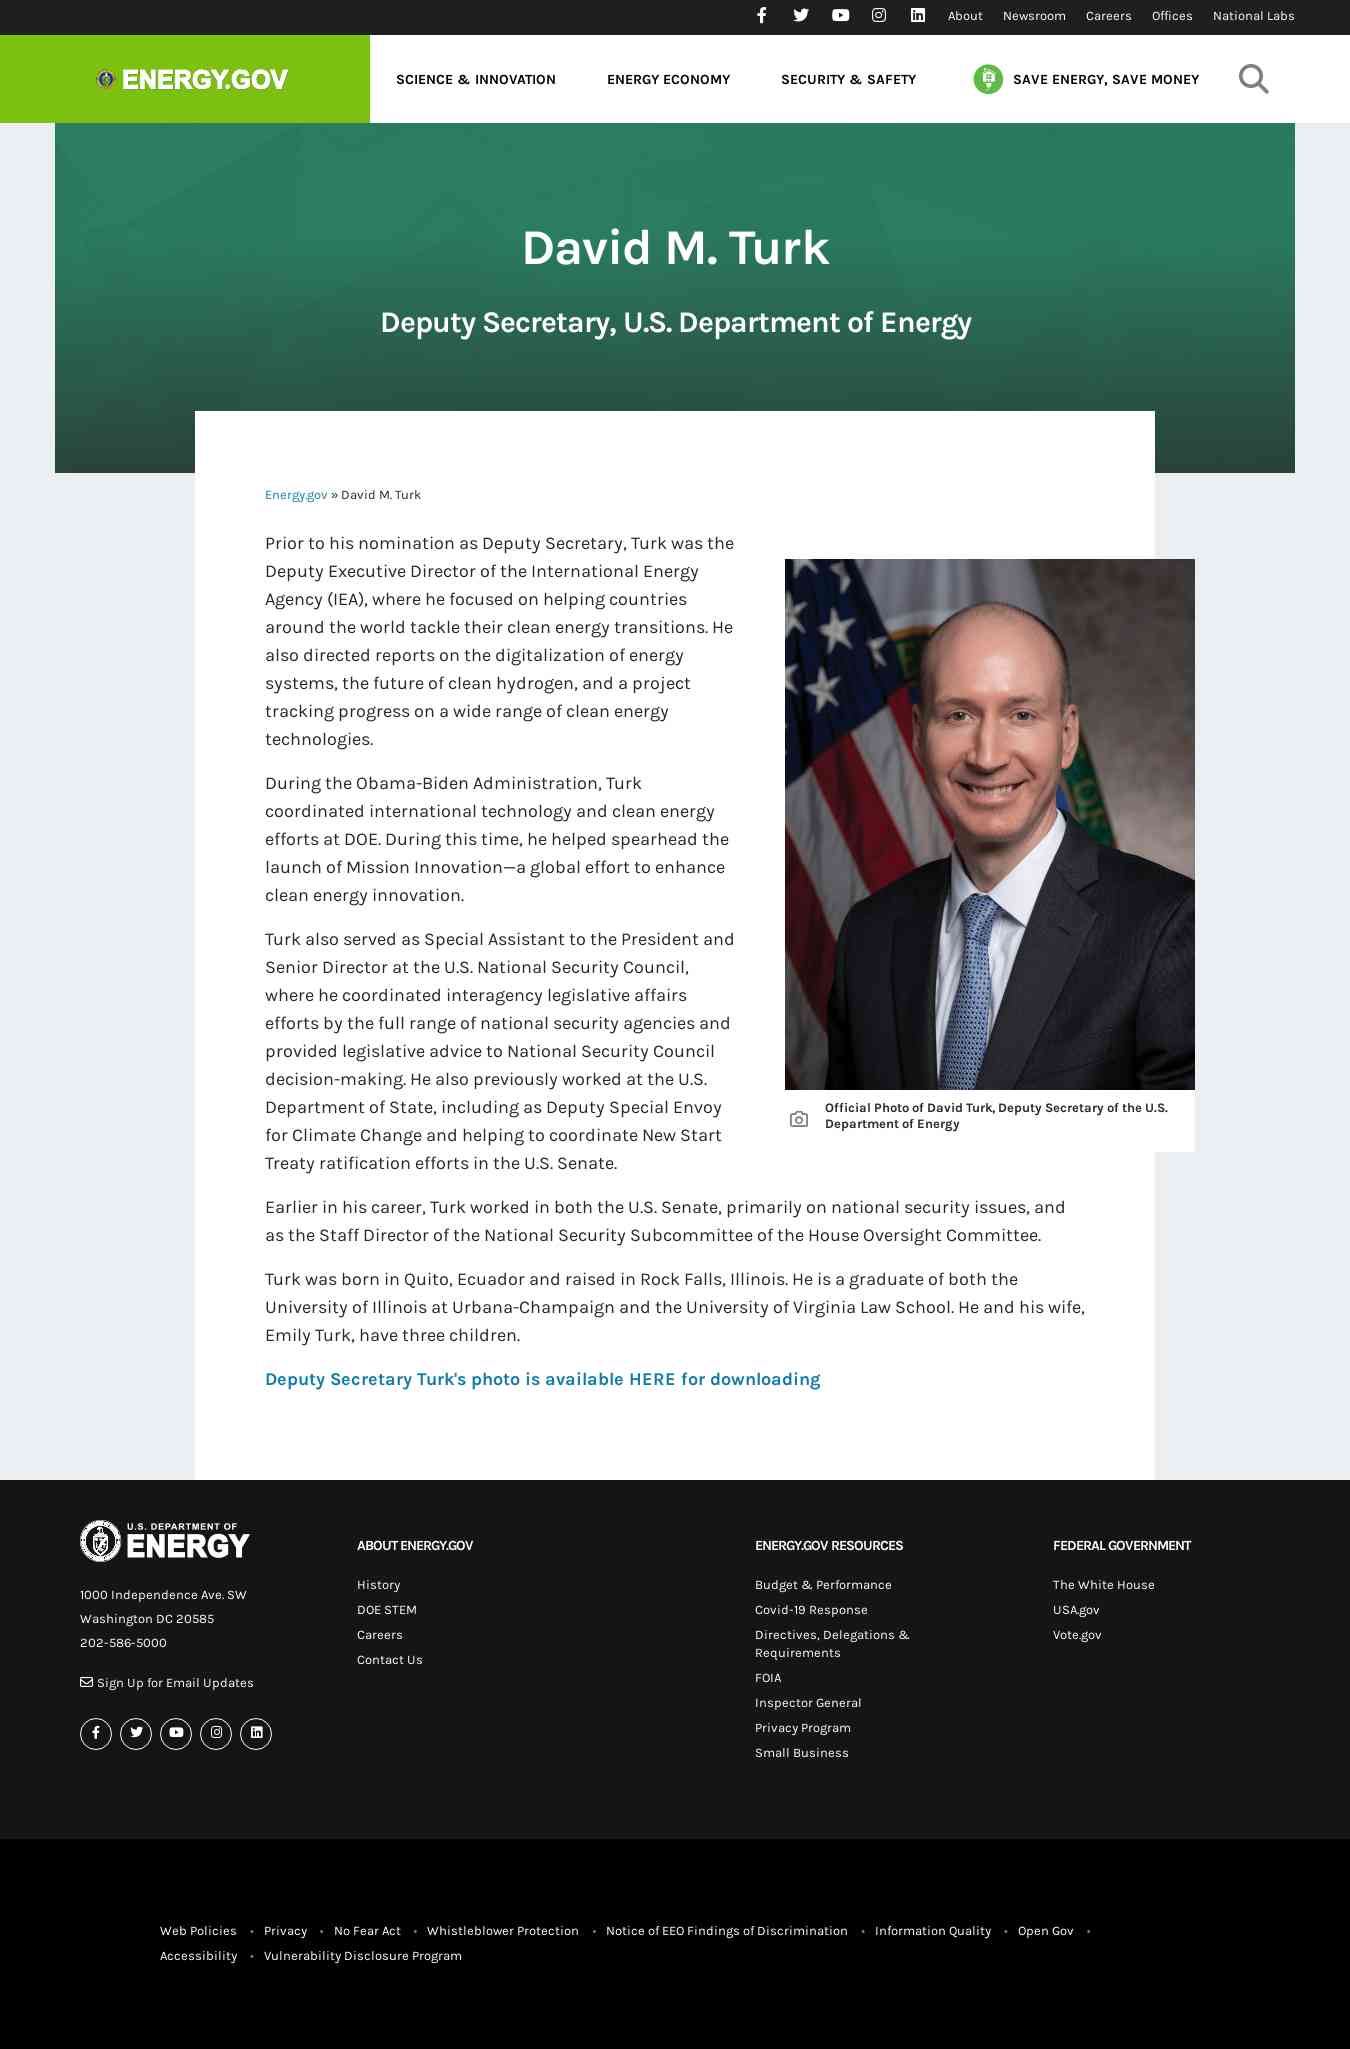 About Newsroom Careers Offices National Labs
ENERGY.GOV
SCIENCE & INNOVATION ENERGY ECONOMY SECURITY & SAFETY SAVE ENERGY, SAVE MONEY
David M. Turk
Deputy Secretary, U.S. Department of Energy
Energy.gov » David M. Turk
Prior to his nomination as Deputy Secretary, Turk was the
Deputy Executive Director of the International Energy
Agency (IEA), where he focused on helping countries
around the world tackle their clean energy transitions. He
also directed reports on the digitalization of energy
systems, the future of clean hydrogen, and a project
tracking progress on a wide range of clean energy
technologies.
During the Obama-Biden Administration, Turk
coordinated international technology and clean energy
efforts at DOE. During this time, he helped spearhead the
launch of Mission Innovation—a global effort to enhance
clean energy innovation.
Turk also served as Special Assistant to the President and
Senior Director at the U.S. National Security Council,
where he coordinated interagency legislative affairs
efforts by the full range of national security agencies and
provided legislative advice to National Security Council
decision-making. He also previously worked at the U.S.
Department of State, including as Deputy Special Envoy
for Climate Change and helping to coordinate New Start
Treaty ratification efforts in the U.S. Senate.
Official Photo of David Turk, Deputy Secretary of the U.S.
Department of Energy
Earlier in his career, Turk worked in both the U.S. Senate, primarily on national security issues, and
as the Staff Director of the National Security Subcommittee of the House Oversight Committee.
Turk was born in Quito, Ecuador and raised in Rock Falls, Illinois. He is a graduate of both the
University of Illinois at Urbana-Champaign and the University of Virginia Law School. He and his wife,
Emily Turk, have three children.
Deputy Secretary Turk's photo is available HERE for downloading
U.S. DEPARTMENT OF
ENERGY
1000 Independence Ave. SW
Washington DC 20585
202-586-5000
Sign Up for Email Updates
ABOUT ENERGY.GOV
History
DOE STEM
Careers
Contact Us
ENERGY.GOV RESOURCES
Budget & Performance
Covid-19 Response
Directives, Delegations &
Requirements
FOIA
Inspector General
Privacy Program
Small Business
FEDERAL GOVERNMENT
The White House
USA.gov
Vote.gov
Web Policies • Privacy • No Fear Act • Whistleblower Protection • Notice of EEO Findings of Discrimination • Information Quality • Open Gov •
Accessibility • Vulnerability Disclosure Program